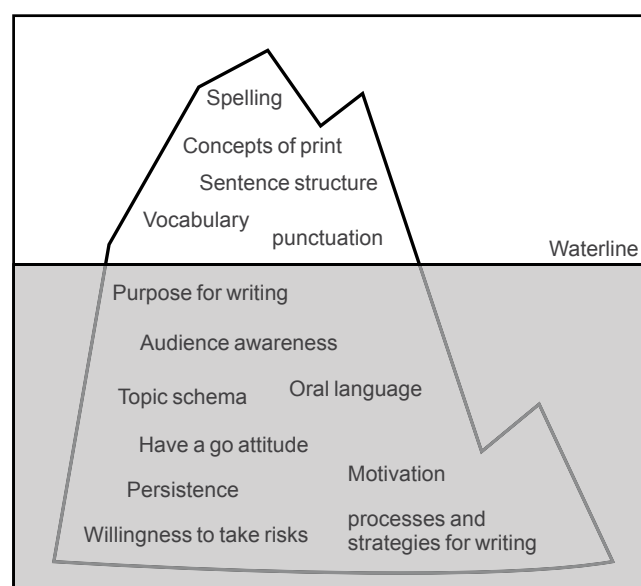 Spelling
Concepts of print
Sentence structure
Vocabulary
punctuation
Waterline
Purpose for writing
Audience awareness
Topic schema
Oral language
Have a go attitude
Motivation
Persistence
processes and
strategies for writing
Willingness to take risks